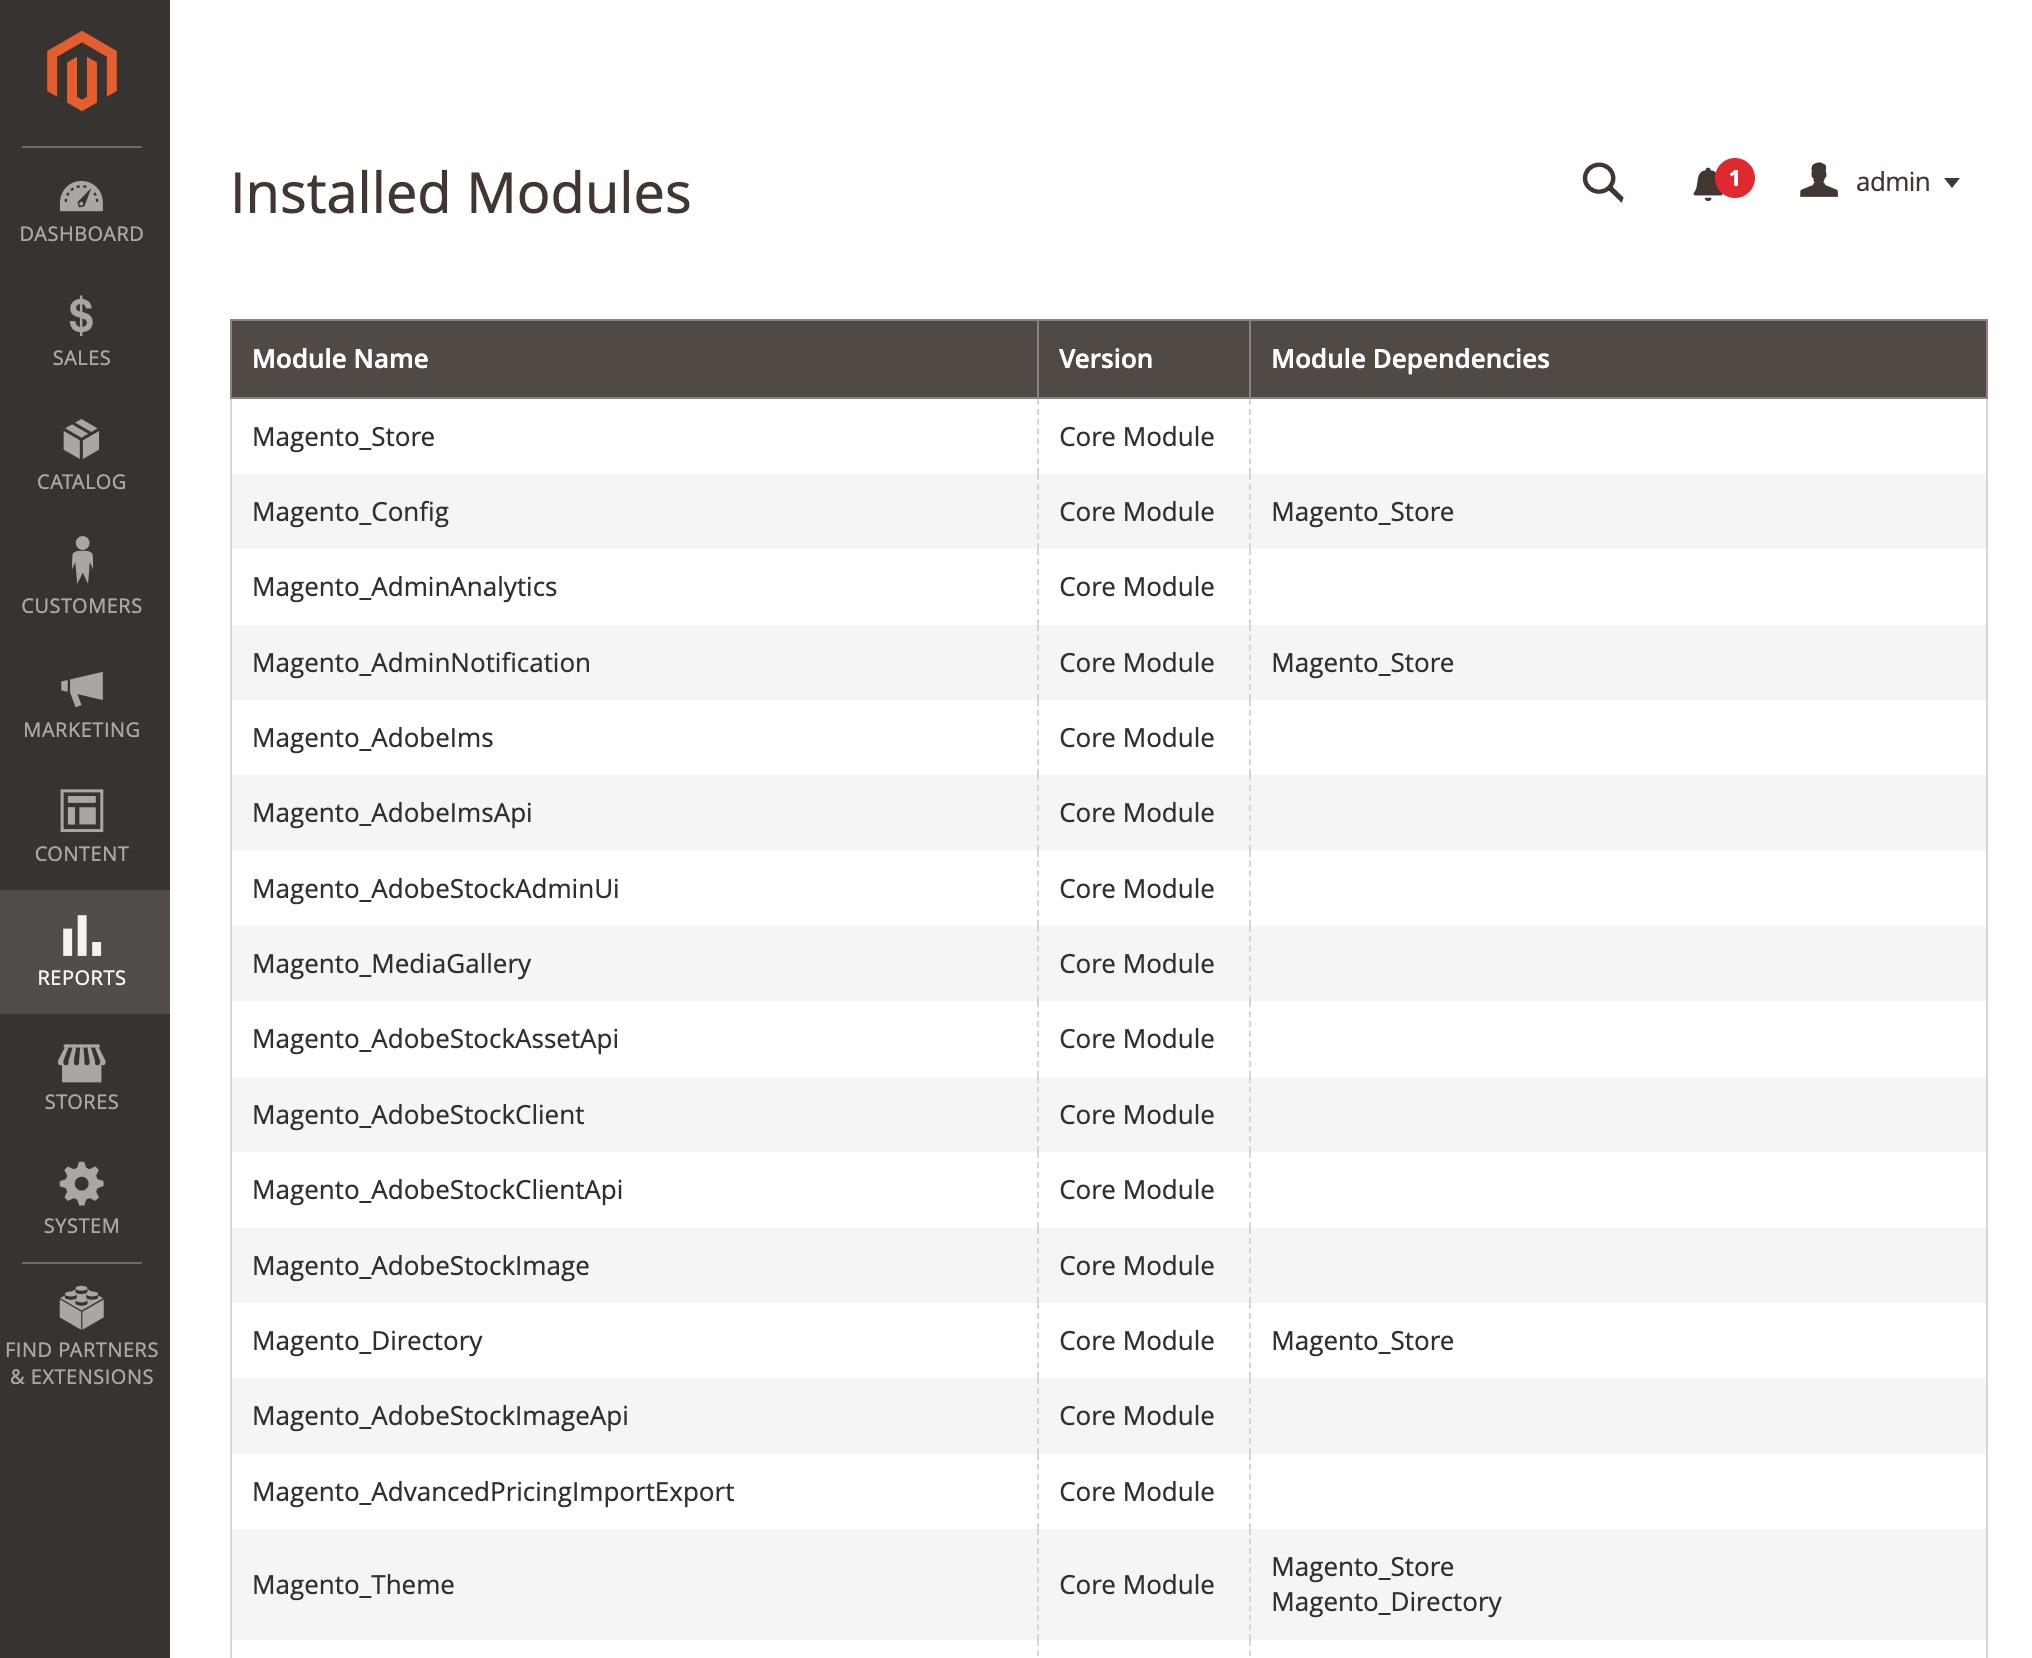 DASHBOARD
SALES
CATALOG
CUSTOMERS
MARKETING
CONTENT
REPORTS
STORES
SYSTEM
FIND PARTNERS
& EXTENSIONS
Installed Modules
1
admin
Module Name Version Module Dependencies
Magento_Store Core Module
Magento_Config Core Module Magento_Store
Magento_AdminAnalytics Core Module
Magento_AdminNotification Core Module Magento_Store
Magento_AdobeIms Core Module
Magento_AdobeImsApi Core Module
Magento_AdobeStockAdminUi Core Module
Magento_MediaGallery Core Module
Magento_AdobeStockAssetApi Core Module
Magento_AdobeStockClient Core Module
Magento_AdobeStockClientApi Core Module
Magento_AdobeStockImage Core Module
Magento_Directory Core Module Magento_Store
Magento_AdobeStockImageApi Core Module
Magento_AdvancedPricingImportExport Core Module
Magento_Theme Core Module Magento_Store
Magento_Directory